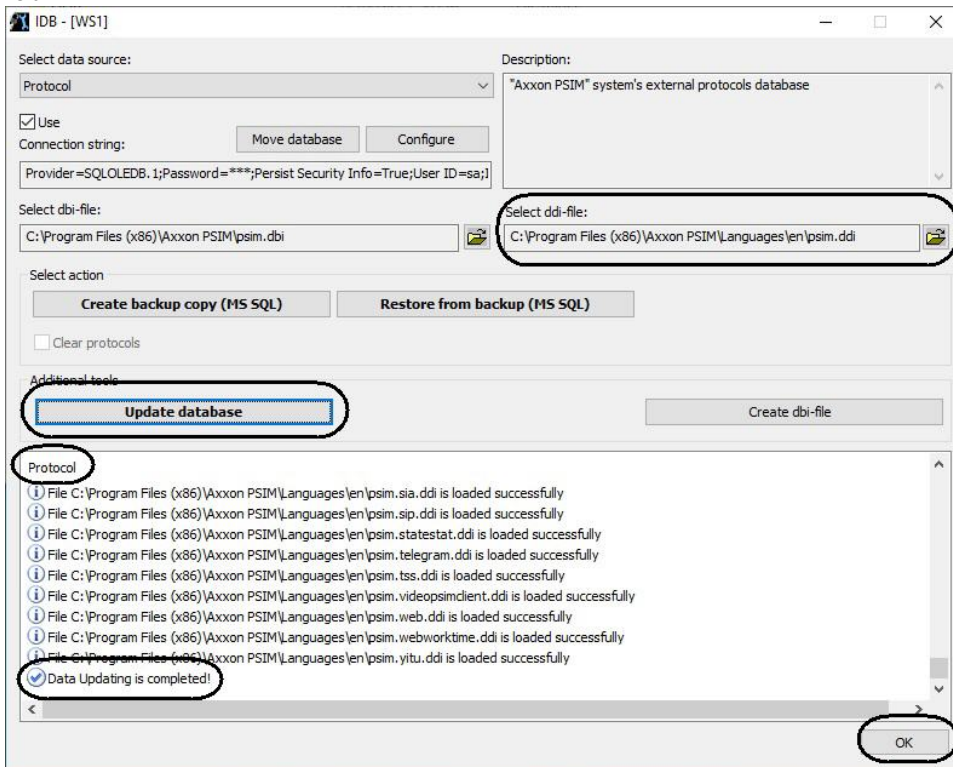 IDB - [WS1]
Select data source:
Description:
Protocol
"Axxon PSIM" system's external protocols database
Use
Connection string:
Move database
Configure
Provider=SQLOLEDB.1;Password=***;Persist Security Info=True;User ID=sa;
Select dbi-file:
Select ddi-file:
C:\Program Files (x86)\Axxon PSIM\psim.dbi
C:\Program Files (x86)\Axxon PSIM\Languages\en\psim.ddi
Select action
Create backup copy (MS SQL)
Restore from backup (MS SQL)
Clear protocols
Additional tools
Update database
Create dbi-file
Protocol
File C:\Program Files (x86)\Axxon PSIM\Languages\en\psim.sia.ddi is loaded successfully
File C:\Program Files (x86)\Axxon PSIM\Languages\en\psim.sip.ddi is loaded successfully
File C:\Program Files (x86)\Axxon PSIM\Languages\en\psim.statestat.ddi is loaded successfully
File C:\Program Files (x86)\Axxon PSIM\Languages\en\psim.telegram.ddi is loaded successfully
File C:\Program Files (x86)\Axxon PSIM\Languages\en\psim.tss.ddi is loaded successfully
File C:\Program Files (x86)\Axxon PSIM\Languages\en\psim.videopsimclient.ddi is loaded successfully
File C:\Program Files (x86)\Axxon PSIM\Languages\en\psim.web.ddi is loaded successfully
File C:\Program Files (x86)\Axxon PSIM\Languages\en\psim.webworktime.ddi is loaded successfully
File C:\Program Files (x86)\Axxon PSIM\Languages\en\psim.yitu.ddi is loaded successfully
Data Updating is completed!
OK